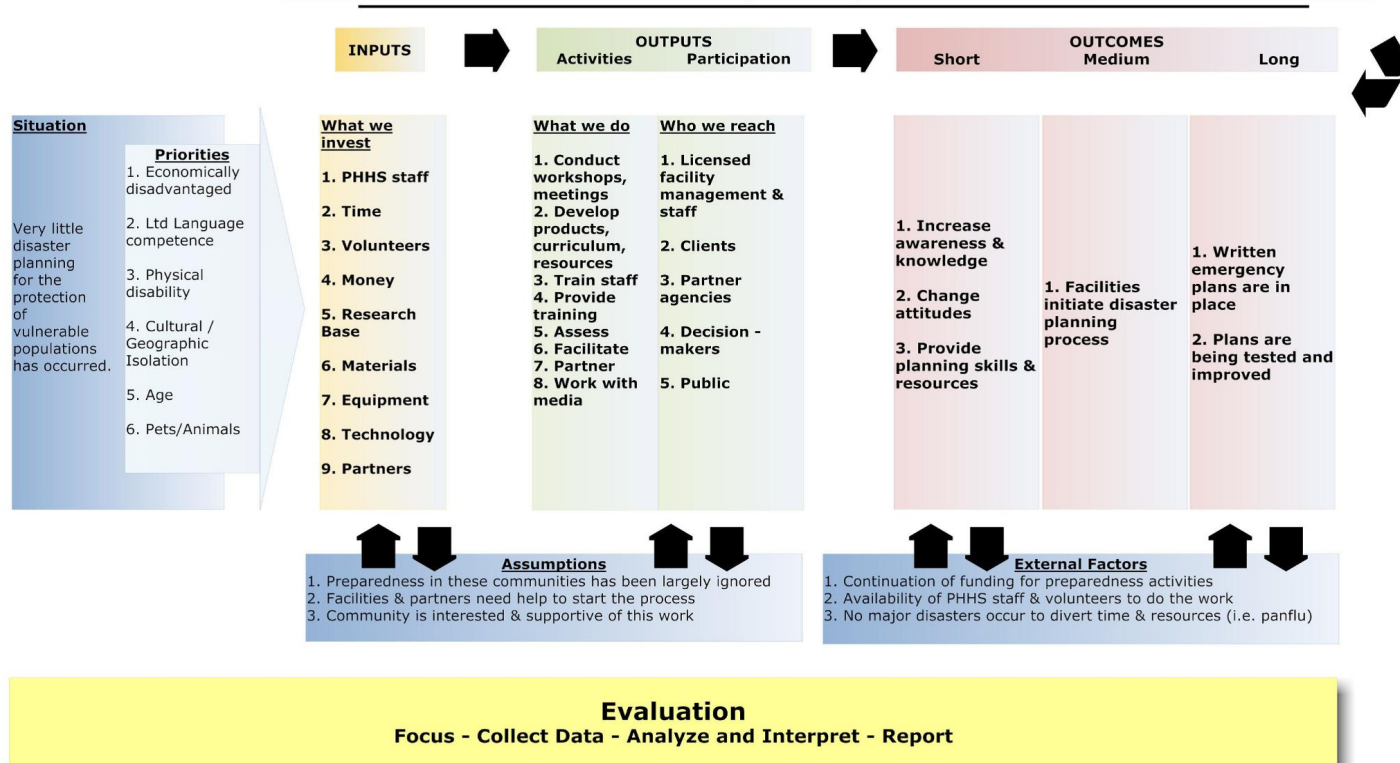 INPUTS
OUTPUTS
Activities Participation
OUTCOMES
Short Medium Long
Situation
Very little
disaster
planning
for the
protection
of
vulnerable
populations
has occurred.
Priorities
1. Economically
disadvantaged
2. Ltd Language
competence
3. Physical
disability
4. Cultural /
Geographic
Isolation
5. Age
6. Pets/Animals
What we
invest
1. PHHS staff
2. Time
3. Volunteers
4. Money
5. Research
Base
6. Materials
7. Equipment
8. Technology
9. Partners
What we do
1. Conduct
workshops,
meetings
2. Develop
products,
curriculum,
resources
3. Train staff
4. Provide
training
5. Assess
6. Facilitate
7. Partner
8. Work with
media
Who we reach
1. Licensed
facility
management &
staff
2. Clients
3. Partner
agencies
4. Decision -
makers
5. Public
1. Increase
awareness &
knowledge
2. Change
attitudes
3. Provide
planning skills &
resources
1. Facilities
initiate disaster
planning
process
1. Written
emergency
plans are in
place
2. Plans are
being tested and
improved
Assumptions
1. Preparedness in these communities has been largely ignored
2. Facilities & partners need help to start the process
3. Community is interested & supportive of this work
External Factors
1. Continuation of funding for preparedness activities
2. Availability of PHHS staff & volunteers to do the work
3. No major disasters occur to divert time & resources (i.e. panflu)
Evaluation
Focus - Collect Data - Analyze and Interpret - Report